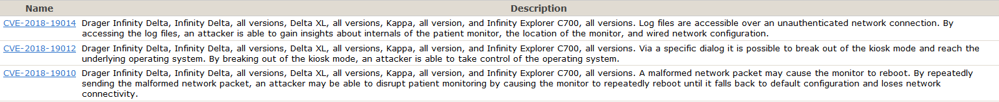 Name Description
CVE-2018-19014 Drager Infinity Delta, Infinity Delta, all versions, Delta XL, all versions, Kappa, all version, and Infinity Explorer C700, all versions. Log files are accessible over an unauthenticated network connection. By
accessing the log files, an attacker is able to gain insights about internals of the patient monitor, the location of the monitor, and wired network configuration.
CVE-2018-19012 Drager Infinity Delta, Infinity Delta, all versions, Delta XL, all versions, Kappa, all version, and Infinity Explorer C700, all versions. Via a specific dialog it is possible to break out of the kiosk mode and reach the
underlying operating system. By breaking out of the kiosk mode, an attacker is able to take control of the operating system.
CVE-2018-19010 Drager Infinity Delta, Infinity Delta, all versions, Delta XL, all versions, Kappa, all version, and Infinity Explorer C700, all versions. A malformed network packet may cause the monitor to reboot. By repeatedly
sending the malformed network packet, an attacker may be able to disrupt patient monitoring by causing the monitor to repeatedly reboot until it falls back to default configuration and loses network
connectivity.